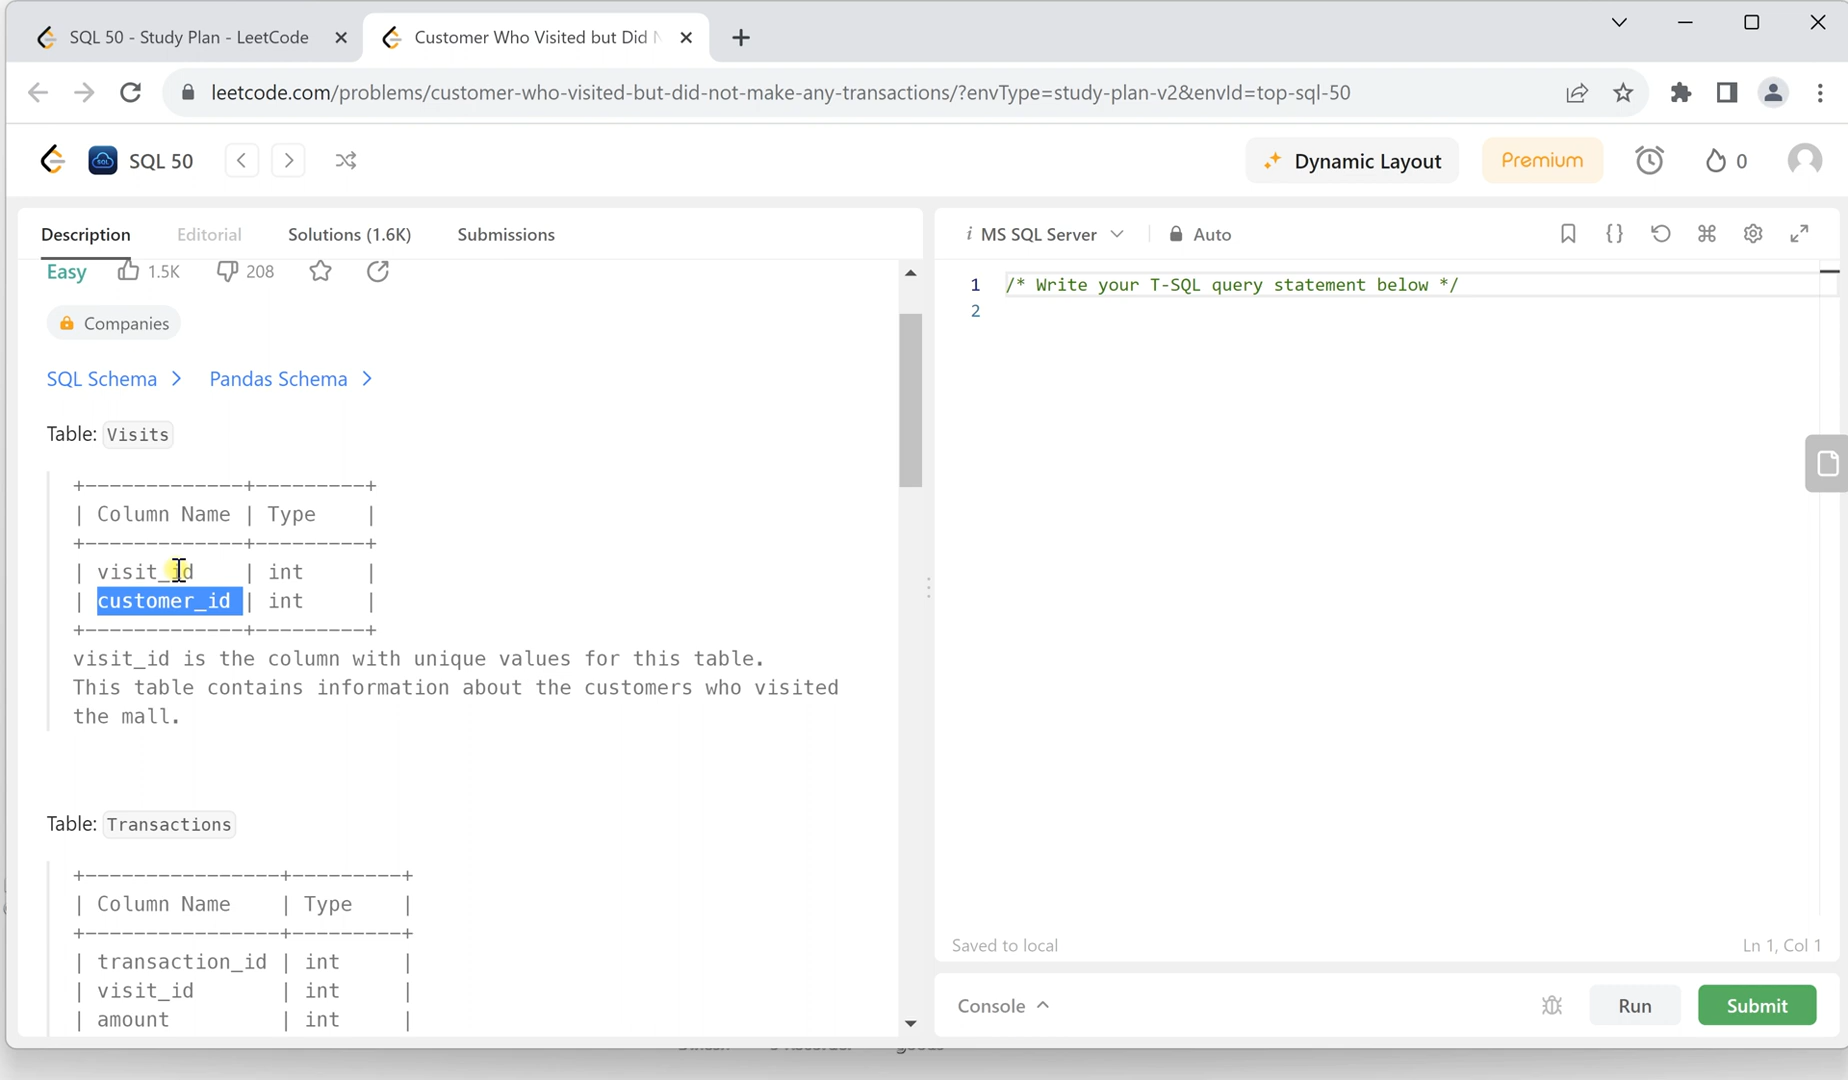 SQL 50 - Study Plan - LeetCode
Customer Who Visited but Did N
leetcode.com/problems/customer-who-visited-but-did-not-make-any-transactions/?envType=study-plan-v2&envId=top-sql-50
SQL 50
Dynamic Layout
Premium
0
Description
Editorial
Solutions (1.6K)
Submissions
Easy
1.5K
208
Companies
SQL Schema
Pandas Schema
Table: Visits
+-------------+---------+
| Column Name | Type    |
+-------------+---------+
| visit_id    | int     |
| customer_id | int     |
+-------------+---------+
visit_id is the column with unique values for this table.
This table contains information about the customers who visited
the mall.
Table: Transactions
+----------------+---------+
| Column Name    | Type    |
+----------------+---------+
| transaction_id | int     |
| visit_id       | int     |
| amount         | int     |
i MS SQL Server
Auto
1 /* Write your T-SQL query statement below */
2
Saved to local
Ln 1, Col 1
Console
Run
Submit